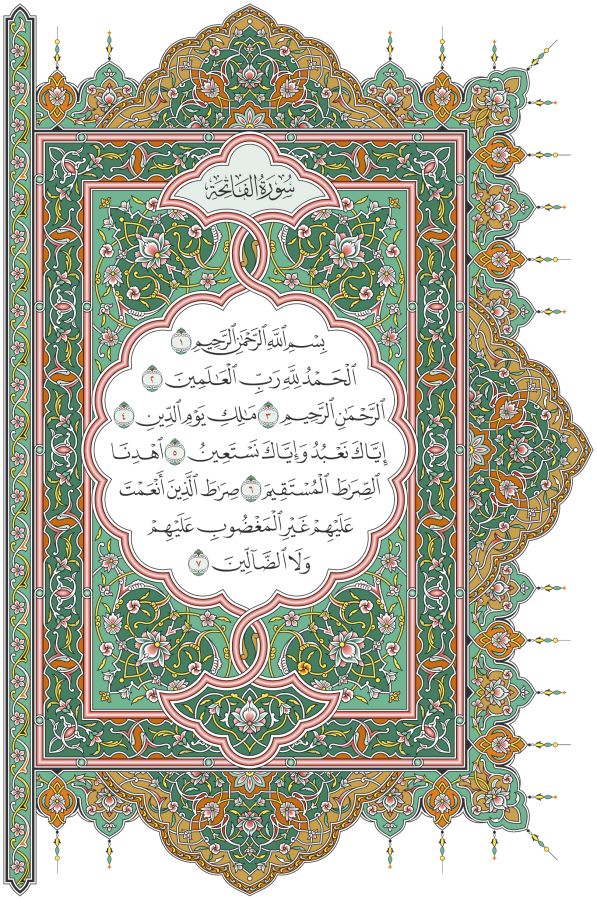 سُورَةُ الفَاتِحَةِ
بِسْمِ ٱللَّهِ ٱلرَّحْمَٰنِ ٱلرَّحِيمِ ١
ٱلْحَمْدُ لِلَّهِ رَبِّ ٱلْعَٰلَمِينَ ٢
ٱلرَّحْمَٰنِ ٱلرَّحِيمِ ٣ مَٰلِكِ يَوْمِ ٱلدِّينِ ٤
إِيَّاكَ نَعْبُدُ وَإِيَّاكَ نَسْتَعِينُ ٥ ٱهْدِنَا
ٱلصِّرَٰطَ ٱلْمُسْتَقِيمَ ٦ صِرَٰطَ ٱلَّذِينَ أَنْعَمْتَ
عَلَيْهِمْ غَيْرِ ٱلْمَغْضُوبِ عَلَيْهِمْ
وَلَا ٱلضَّآلِّينَ ٧